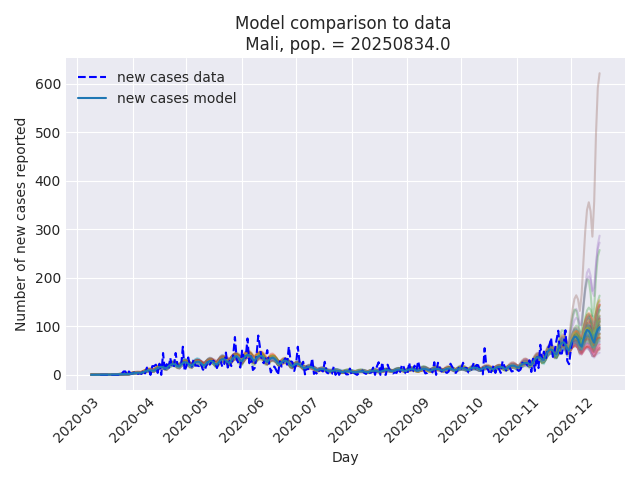 Model comparison to data
Mali, pop. = 20250834.0
new cases data
new cases model
Number of new cases reported
600
500
400
300
200
100
0
2020-03
2020-04
2020-05
2020-06
2020-07
2020-08
2020-09
2020-10
2020-11
2020-12
Day